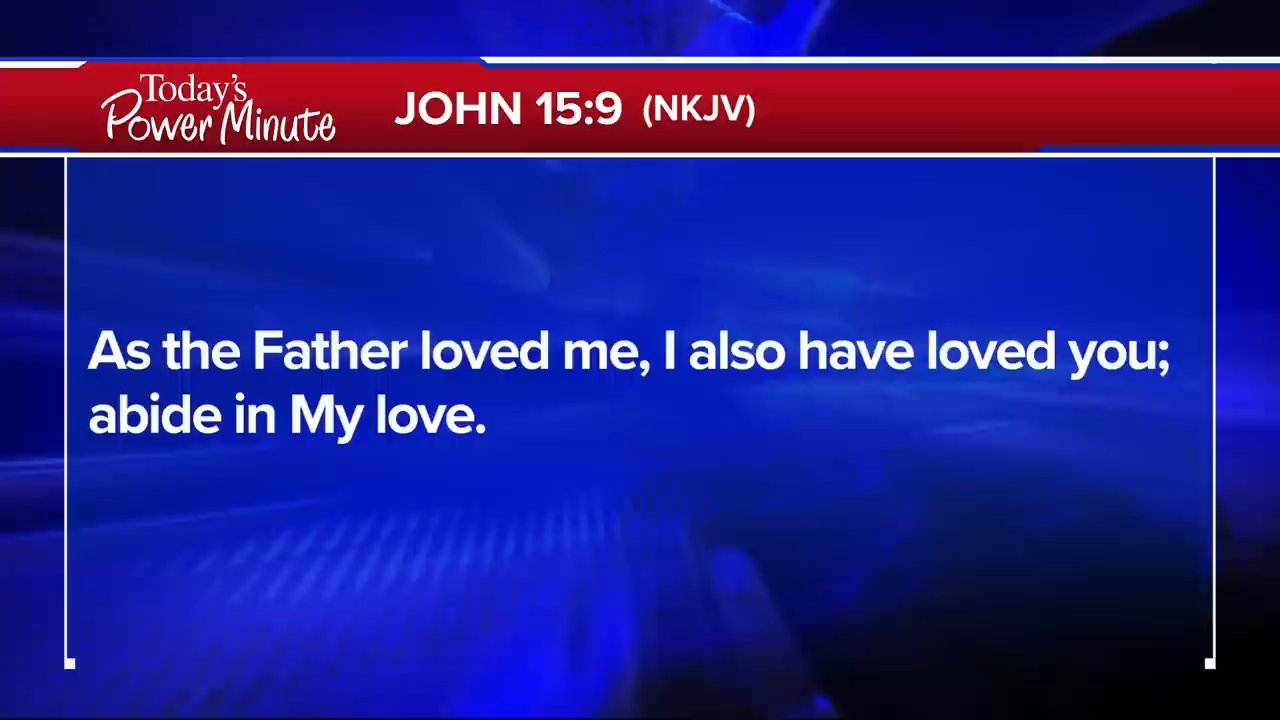 Today's
Power Minute
JOHN 15:9 (NKJV)
As the Father loved me, I also have loved you;
abide in My love.